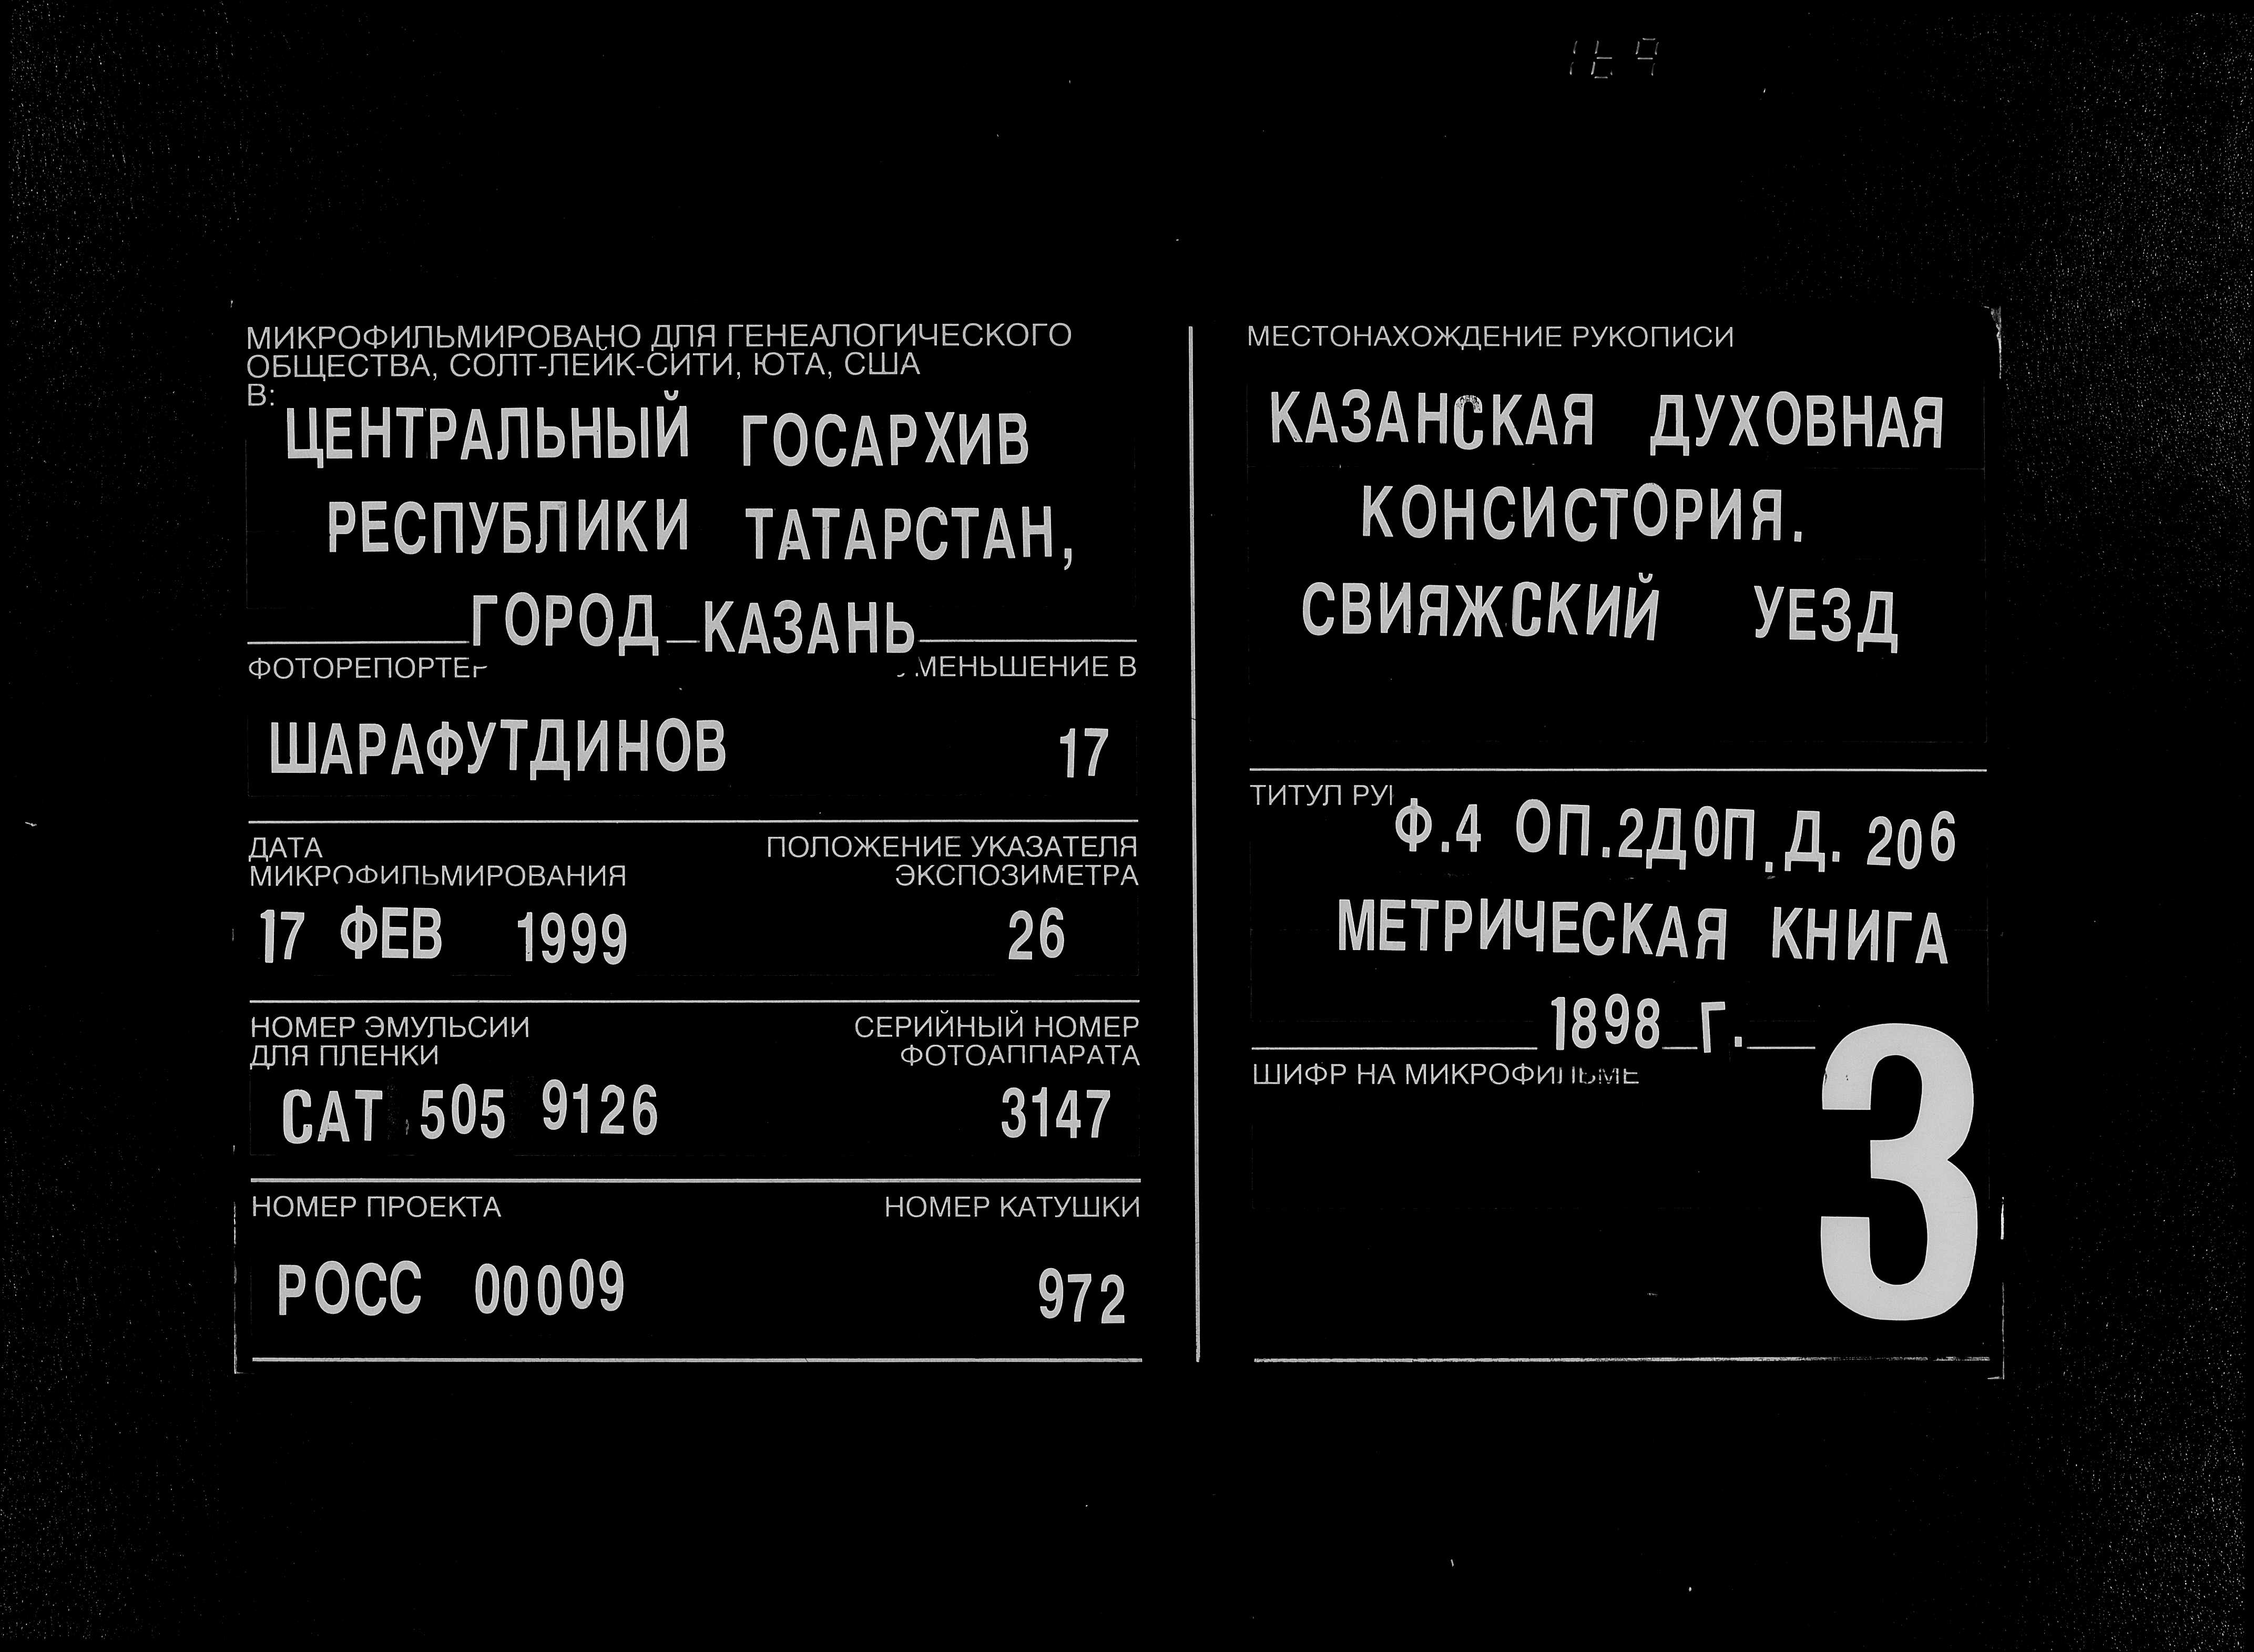 МИКРОФИЛЬМИРОВАНО ДЛЯ ГЕНЕАЛОГИЧЕСКОГО
ОБЩЕСТВА, СОЛТ-ЛЕЙК-СИТИ, ЮТА, США
В:
ЦЕНТРАЛЬНЫЙ ГОСАРХИВ
РЕСПУБЛИКИ ТАТАРСТАН,
ГОРОД КАЗАНЬ
ФОТОРЕПОРТЕР МЕНЬШЕНИЕ В
ШАРАФУТДИНОВ 17
ДАТА ПОЛОЖЕНИЕ УКАЗАТЕЛЯ
МИКРОФИЛЬМИРОВАНИЯ ЭКСПОЗИМЕТРА
17 ФЕВ 1999 26
НОМЕР ЭМУЛЬСИИ СЕРИЙНЫЙ НОМЕР
ДЛЯ ПЛЕНКИ ФОТОАППАРАТА
САТ 505 9126 3147
НОМЕР ПРОЕКТА НОМЕР КАТУШКИ
РОСС 00009 972
МЕСТОНАХОЖДЕНИЕ РУКОПИСИ
КАЗАНСКАЯ ДУХОВНАЯ
КОНСИСТОРИЯ.
СВИЯЖСКИЙ УЕЗД
ТИТУЛ РУ
Ф.4 ОП.2ДОП.Д. 206
МЕТРИЧЕСКАЯ КНИГА
1898 Г.
ШИФР НА МИКРОФИЛЬМЕ
3